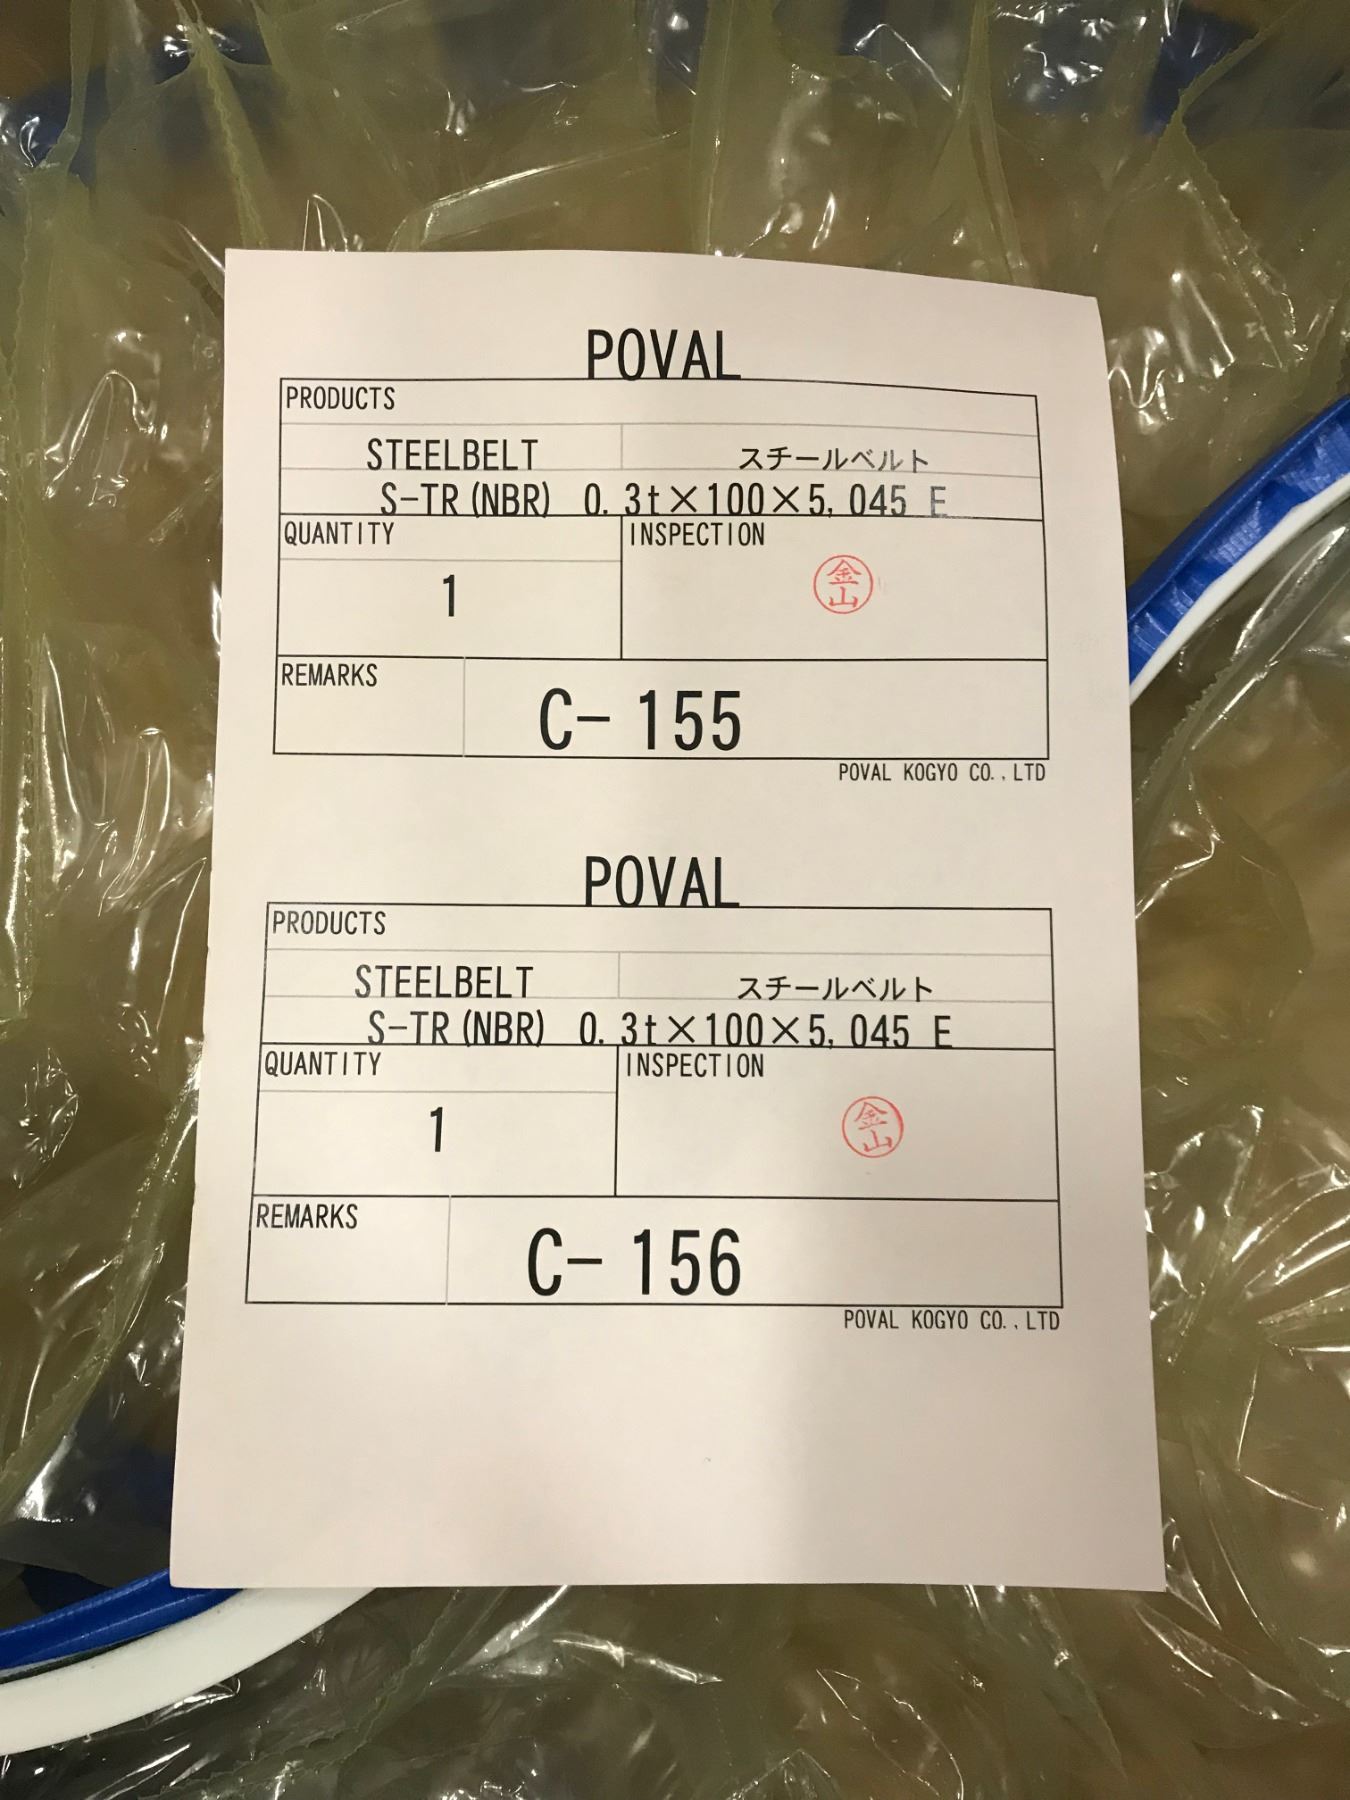 POVAL
PRODUCTS
STEELBELT スチールベルト
S-TR(NBR) 0.3t×100×5,045 E
QUANTITY INSPECTION
1 金山
REMARKS
C- 155
POVAL KOGYO CO.,LTD
POVAL
PRODUCTS
STEELBELT スチールベルト
S-TR(NBR) 0.3t×100×5,045 E
QUANTITY INSPECTION
1 金山
REMARKS
C- 156
POVAL KOGYO CO.,LTD